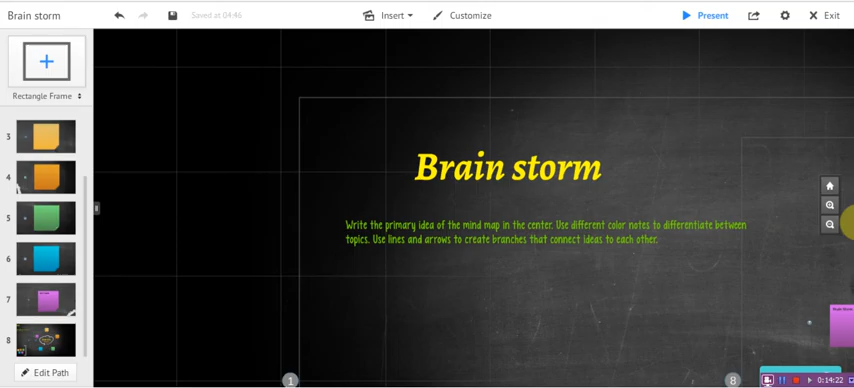 Brain storm
Saved at 04:46
Insert
Customize
Present
Exit
Rectangle Frame
3
4
5
6
7
8
Edit Path
Brain storm
Write the primary idea of the mind map in the center. Use different color notes to differentiate between
topics. Use lines and arrows to create branches that connect ideas to each other.
1
8
0:14:22